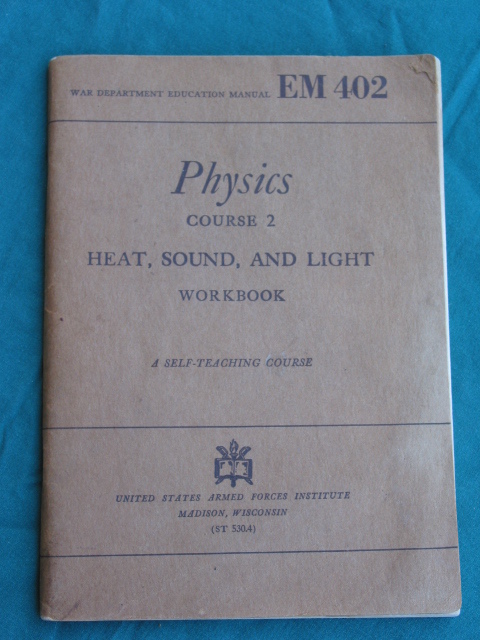 WAR DEPARTMENT EDUCATION MANUAL EM 402
Physics
COURSE 2
HEAT, SOUND, AND LIGHT
WORKBOOK
A SELF-TEACHING COURSE
UNITED STATES ARMED FORCES INSTITUTE
MADISON, WISCONSIN
(ST 530.4)